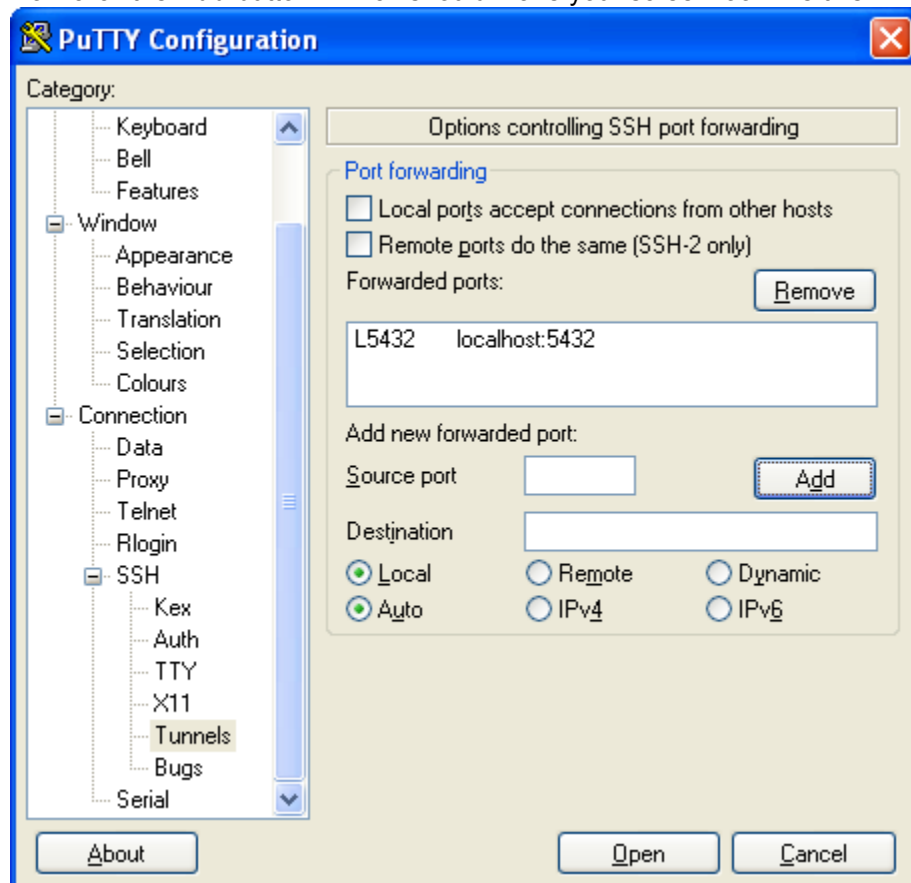 PuTTY Configuration
Category:
Keyboard
Bell
Features
Window
Appearance
Behaviour
Translation
Selection
Colours
Connection
Data
Proxy
Telnet
Rlogin
SSH
Kex
Auth
TTY
X11
Tunnels
Bugs
Serial
Options controlling SSH port forwarding
Port forwarding
Local ports accept connections from other hosts
Remote ports do the same (SSH-2 only)
Forwarded ports:
Remove
L5432 localhost:5432
Add new forwarded port:
Source port
Add
Destination
Local Remote Dynamic
Auto IPv4 IPv6
About Open Cancel